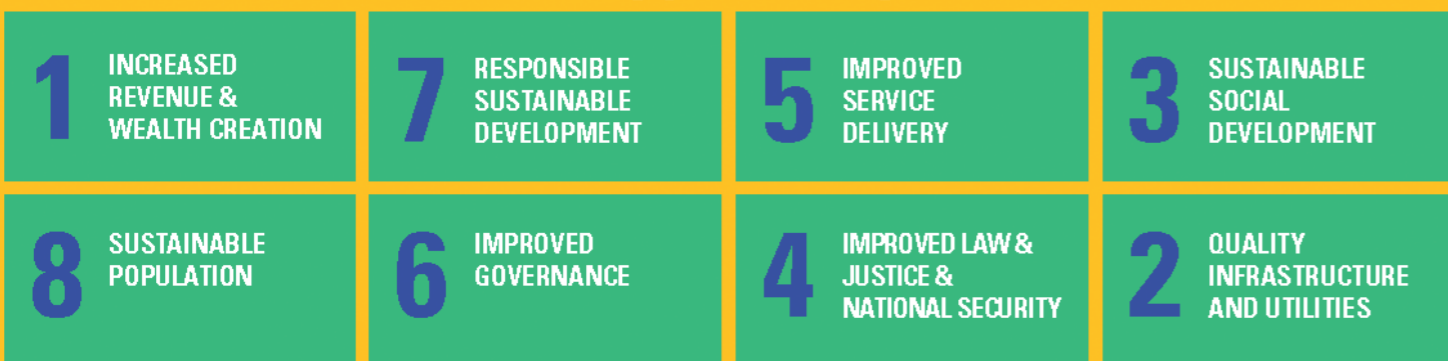 1
INCREASED
REVENUE &
WEALTH CREATION
7
RESPONSIBLE
SUSTAINABLE
DEVELOPMENT
5
IMPROVED
SERVICE
DELIVERY
3
SUSTAINABLE
SOCIAL
DEVELOPMENT
8
SUSTAINABLE
POPULATION
6
IMPROVED
GOVERNANCE
4
IMPROVED LAW &
JUSTICE &
NATIONAL SECURITY
2
QUALITY
INFRASTRUCTURE
AND UTILITIES